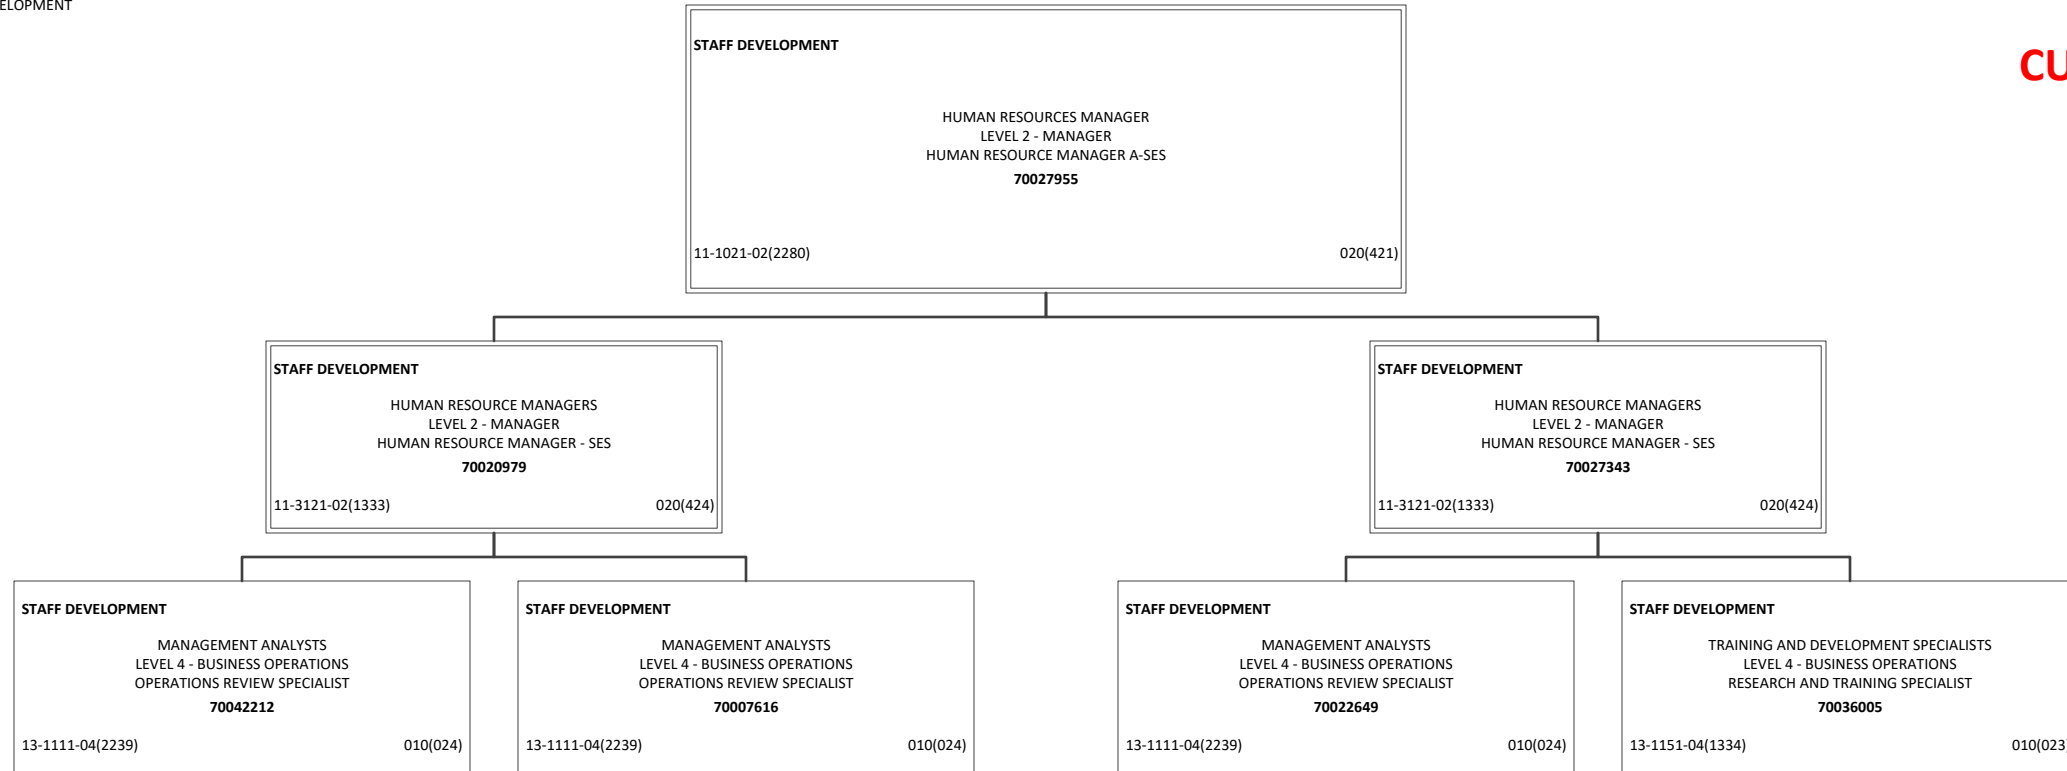 ELOPMENT
CU
STAFF DEVELOPMENT
HUMAN RESOURCES MANAGER
LEVEL 2 - MANAGER
HUMAN RESOURCE MANAGER A-SES
70027955
11-1021-02(2280) 020(421)
STAFF DEVELOPMENT
HUMAN RESOURCE MANAGERS
LEVEL 2 - MANAGER
HUMAN RESOURCE MANAGER - SES
70020979
11-3121-02(1333) 020(424)
STAFF DEVELOPMENT
HUMAN RESOURCE MANAGERS
LEVEL 2 - MANAGER
HUMAN RESOURCE MANAGER - SES
70027343
11-3121-02(1333) 020(424)
STAFF DEVELOPMENT
MANAGEMENT ANALYSTS
LEVEL 4 - BUSINESS OPERATIONS
OPERATIONS REVIEW SPECIALIST
70042212
13-1111-04(2239) 010(024)
STAFF DEVELOPMENT
MANAGEMENT ANALYSTS
LEVEL 4 - BUSINESS OPERATIONS
OPERATIONS REVIEW SPECIALIST
70007616
13-1111-04(2239) 010(024)
STAFF DEVELOPMENT
MANAGEMENT ANALYSTS
LEVEL 4 - BUSINESS OPERATIONS
OPERATIONS REVIEW SPECIALIST
70022649
13-1111-04(2239) 010(024)
STAFF DEVELOPMENT
TRAINING AND DEVELOPMENT SPECIALISTS
LEVEL 4 - BUSINESS OPERATIONS
RESEARCH AND TRAINING SPECIALIST
70036005
13-1151-04(1334) 010(023)